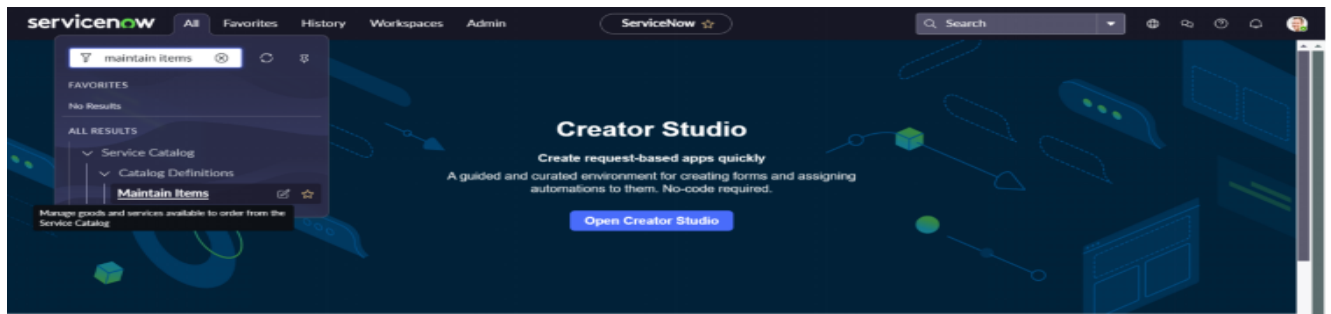 servicenow All Favorites History Workspaces Admin ServiceNow Search
maintain items
FAVORITES
No Results
ALL RESULTS
Service Catalog
Catalog Definitions
Maintain Items
Manage goods and services available to order from the
Service Catalog
Creator Studio
Create request-based apps quickly
A guided and curated environment for creating forms and assigning
automations to them. No-code required.
Open Creator Studio